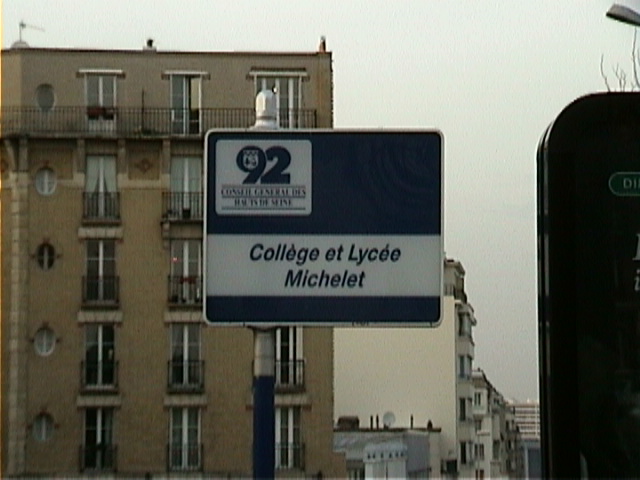 92
CONSEIL GENERAL DES
HAUTS DE SEINE
Collège et Lycée
Michelet